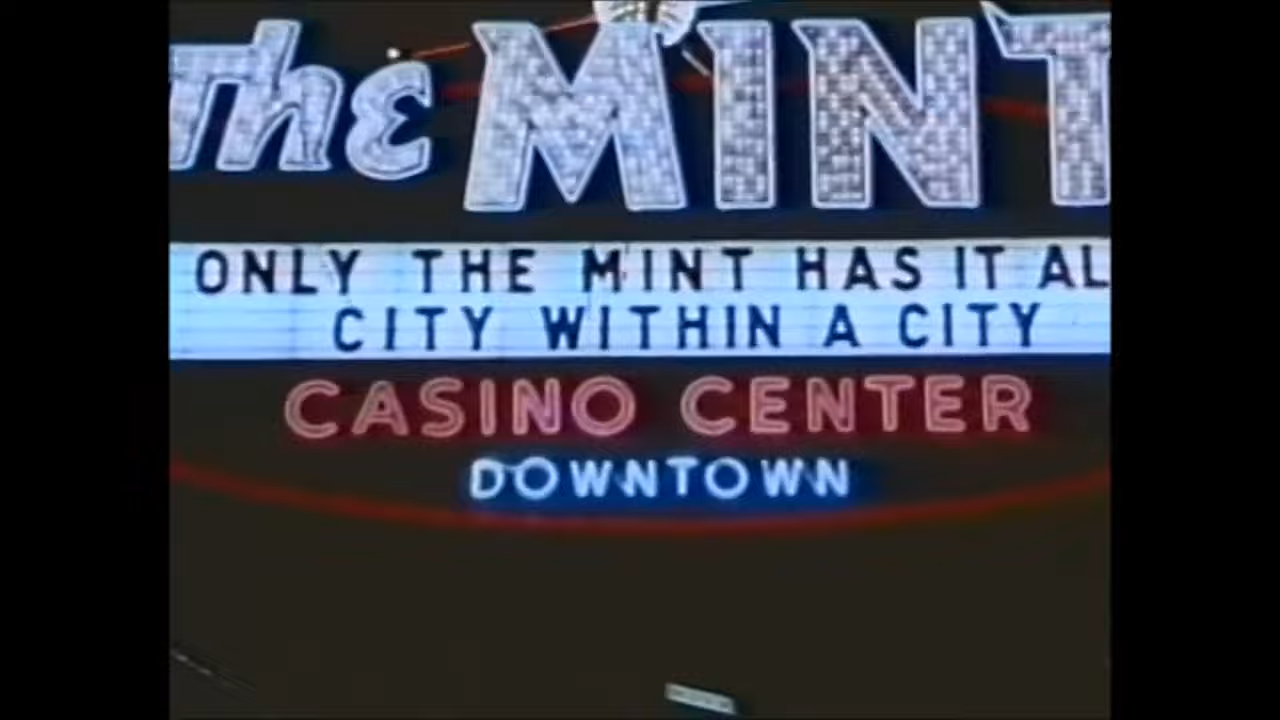 The MINT
ONLY THE MINT HAS IT AL
CITY WITHIN A CITY
CASINO CENTER
DOWNTOWN